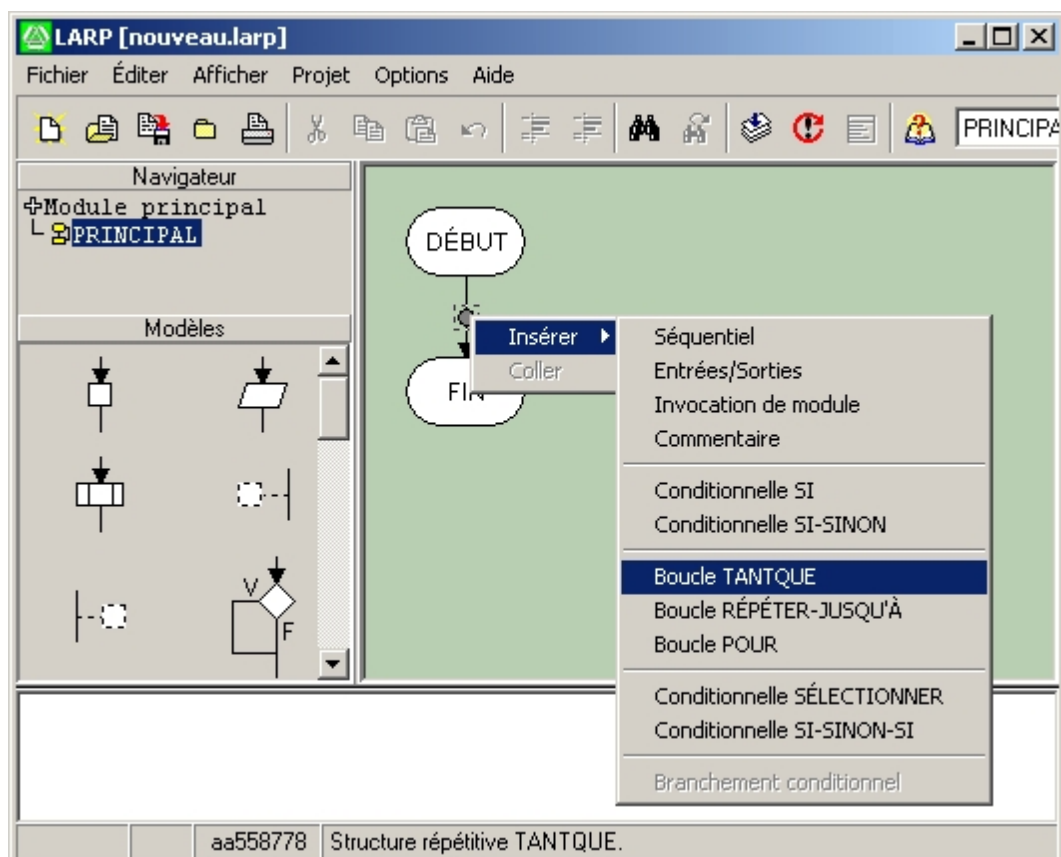 LARP [nouveau.larp]
Fichier Éditer Afficher Projet Options Aide
PRINCIPA
Navigateur
Module principal
PRINCIPAL
Modèles
V
F
DÉBUT
FIN
Insérer
Coller
Séquentiel
Entrées/Sorties
Invocation de module
Commentaire
Conditionnelle SI
Conditionnelle SI-SINON
Boucle TANTQUE
Boucle RÉPÉTER-JUSQU'À
Boucle POUR
Conditionnelle SÉLECTIONNER
Conditionnelle SI-SINON-SI
Branchement conditionnel
aa558778 Structure répétitive TANTQUE.